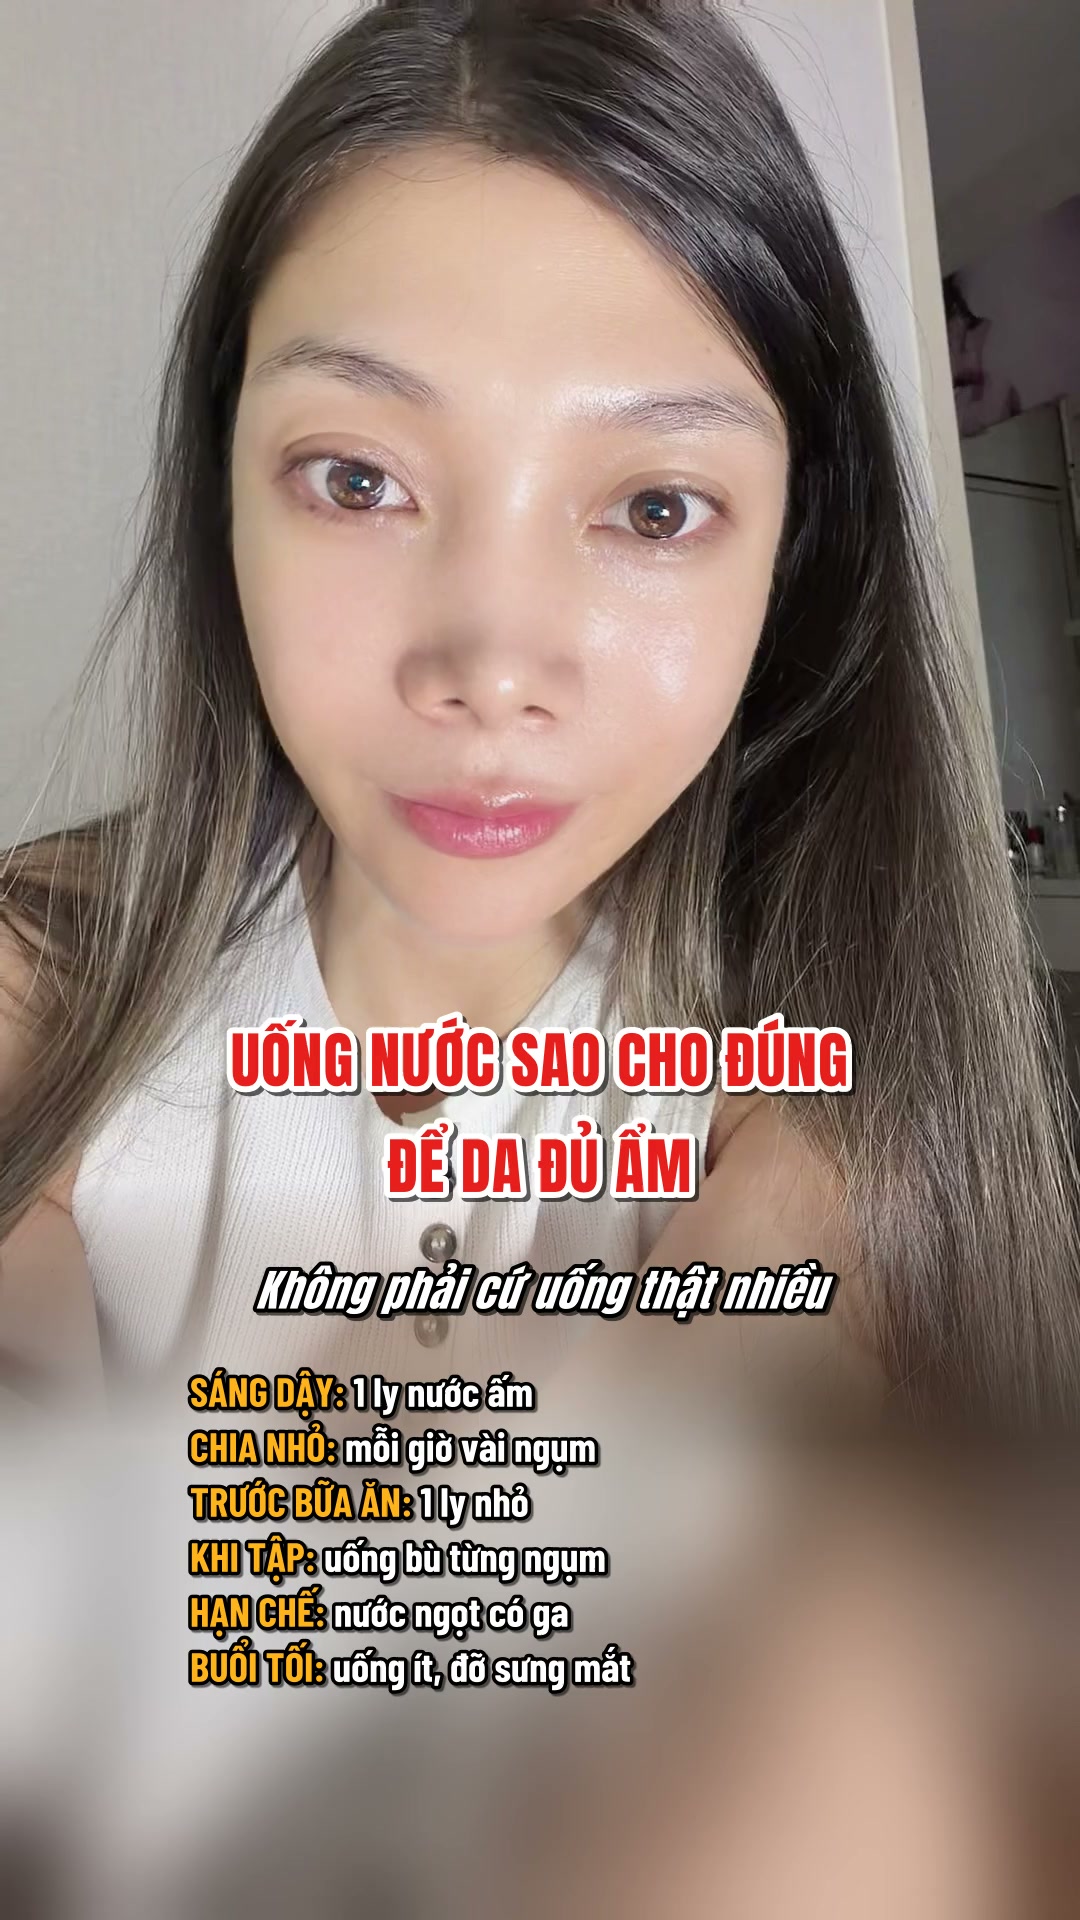 UỐNG NƯỚC SAO CHO ĐÚNG
ĐỂ DA ĐỦ ẨM
Không phải cứ uống thật nhiều
SÁNG DẬY: 1 ly nước ấm
CHIA NHỎ: mỗi giờ vài ngụm
TRƯỚC BỮA ĂN: 1 ly nhỏ
KHI TẬP: uống bù từng ngụm
HẠN CHẾ: nước ngọt có ga
BUỔI TỐI: uống ít, đỡ sưng mắt